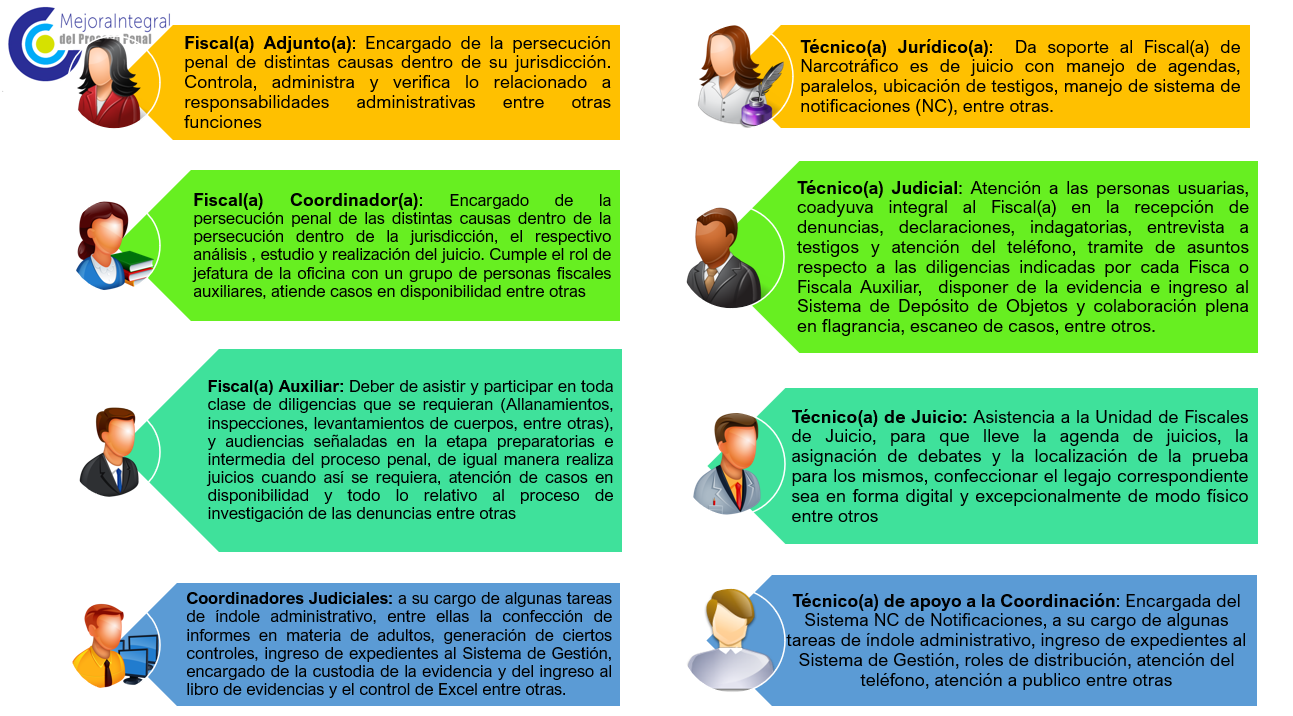 MejoraIntegral
del Proceso Penal
Fiscal(a) Adjunto(a): Encargado de la persecución
penal de distintas causas dentro de su jurisdicción.
Controla, administra y verifica lo relacionado a
responsabilidades administrativas entre otras
funciones
Fiscal(a) Coordinador(a): Encargado de la
persecución penal de las distintas causas dentro de la
persecución dentro de la jurisdicción, el respectivo
análisis , estudio y realización del juicio. Cumple el rol de
jefatura de la oficina con un grupo de personas fiscales
auxiliares, atiende casos en disponibilidad entre otras
Fiscal(a) Auxiliar: Deber de asistir y participar en toda
clase de diligencias que se requieran (Allanamientos,
inspecciones, levantamientos de cuerpos, entre otras),
y audiencias señaladas en la etapa preparatorias e
intermedia del proceso penal, de igual manera realiza
juicios cuando así se requiera, atención de casos en
disponibilidad y todo lo relativo al proceso de
investigación de las denuncias entre otras
Coordinadores Judiciales: a su cargo de algunas tareas
de índole administrativo, entre ellas la confección de
informes en materia de adultos, generación de ciertos
controles, ingreso de expedientes al Sistema de Gestión,
encargado de la custodia de la evidencia y del ingreso al
libro de evidencias y el control de Excel entre otras.
Técnico(a) Jurídico(a): Da soporte al Fiscal(a) de
Narcotráfico es de juicio con manejo de agendas,
paralelos, ubicación de testigos, manejo de sistema de
notificaciones (NC), entre otras.
Técnico(a) Judicial: Atención a las personas usuarias,
coadyuva integral al Fiscal(a) en la recepción de
denuncias, declaraciones, indagatorias, entrevista a
testigos y atención del teléfono, tramite de asuntos
respecto a las diligencias indicadas por cada Fisca o
Fiscala Auxiliar, disponer de la evidencia e ingreso al
Sistema de Depósito de Objetos y colaboración plena
en flagrancia, escaneo de casos, entre otros.
Técnico(a) de Juicio: Asistencia a la Unidad de Fiscales
de Juicio, para que lleve la agenda de juicios, la
asignación de debates y la localización de la prueba
para los mismos, confeccionar el legajo correspondiente
sea en forma digital y excepcionalmente de modo físico
entre otros
Técnico(a) de apoyo a la Coordinación: Encargada del
Sistema NC de Notificaciones, a su cargo de algunas
tareas de índole administrativo, ingreso de expedientes al
Sistema de Gestión, roles de distribución, atención del
teléfono, atención a publico entre otras